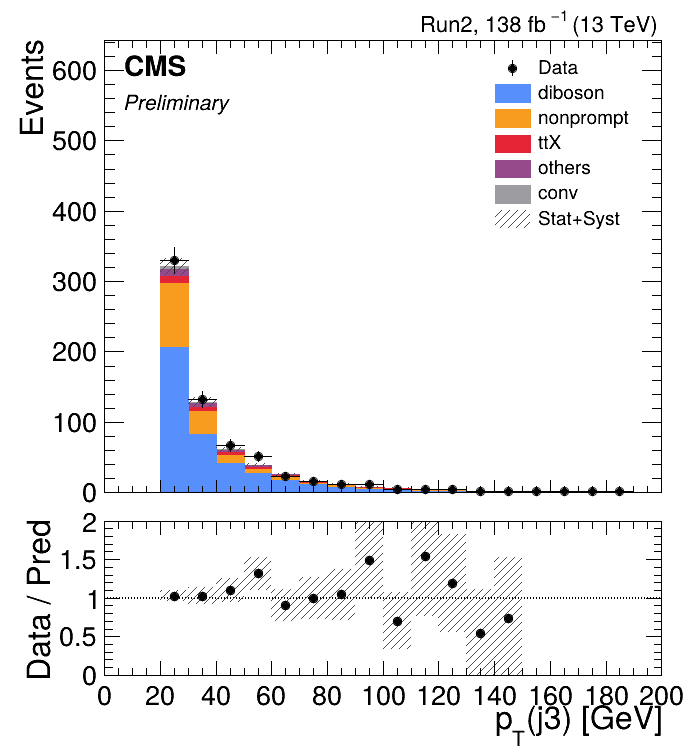 Run2, 138 fb⁻¹ (13 TeV)
Events
600
500
400
300
200
100
0
CMS
Preliminary
Data
diboson
nonprompt
ttX
others
conv
Stat+Syst
Data / Pred
2
1.5
1
0.5
0
0 20 40 60 80 100 120 140 160 180 200
p_T(j3) [GeV]